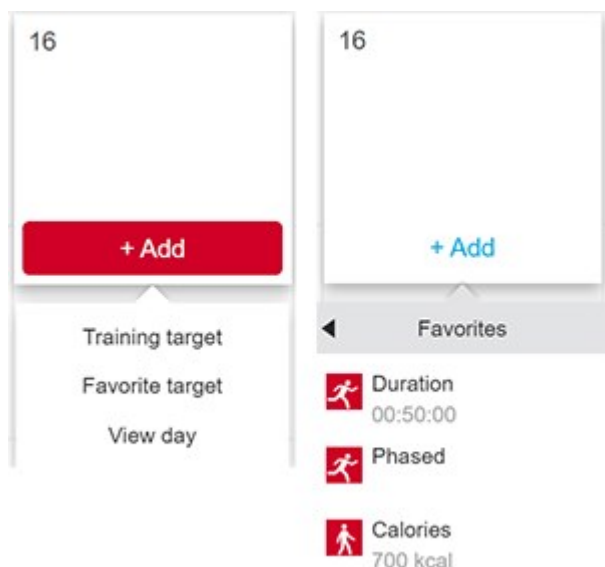 16
+ Add
Training target
Favorite target
View day
16
+ Add
Favorites
Duration
00:50:00
Phased
Calories
700 kcal